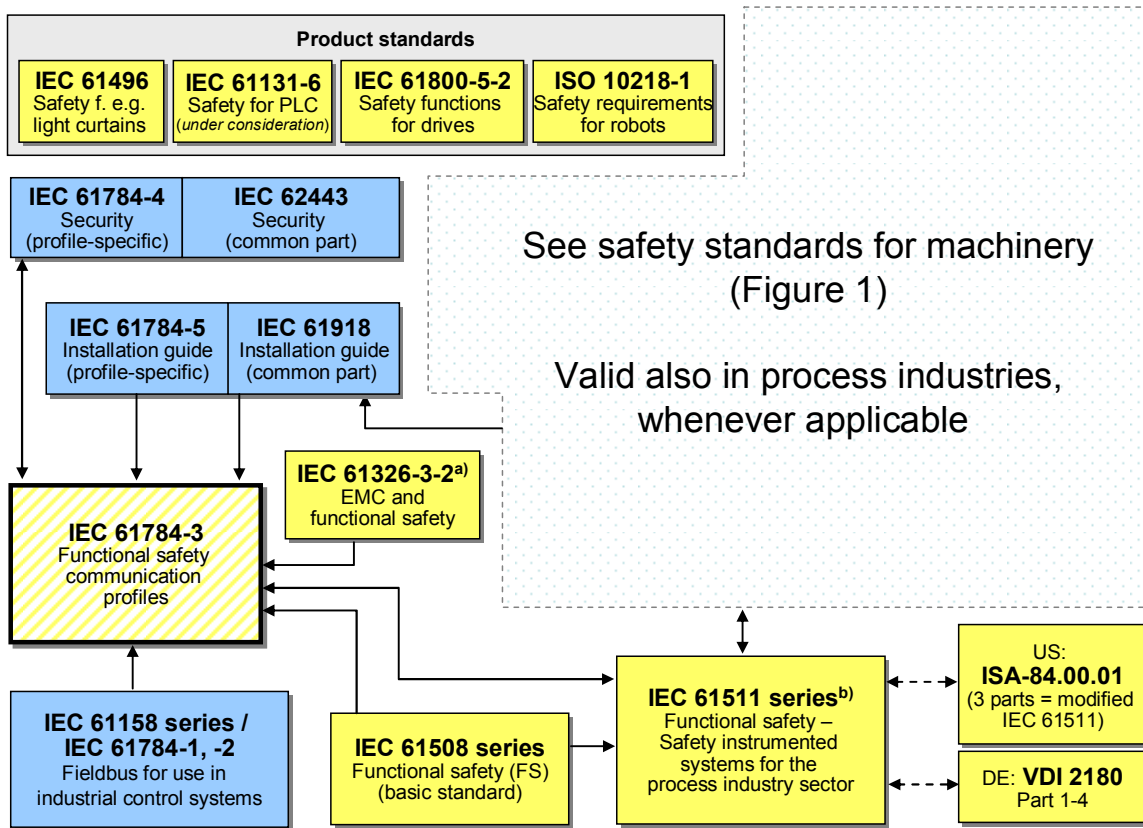 Product standards
IEC 61496
Safety f. e.g.
light curtains
IEC 61131-6
Safety for PLC
(under consideration)
IEC 61800-5-2
Safety functions
for drives
ISO 10218-1
Safety requirements
for robots
IEC 61784-4
Security
(profile-specific)
IEC 62443
Security
(common part)
See safety standards for machinery
(Figure 1)
Valid also in process industries,
whenever applicable
IEC 61784-5
Installation guide
(profile-specific)
IEC 61918
Installation guide
(common part)
IEC 61326-3-2a)
EMC and
functional safety
IEC 61784-3
Functional safety
communication
profiles
IEC 61158 series /
IEC 61784-1, -2
Fieldbus for use in
industrial control systems
IEC 61508 series
Functional safety (FS)
(basic standard)
IEC 61511 seriesb)
Functional safety –
Safety instrumented
systems for the
process industry sector
US:
ISA-84.00.01
(3 parts = modified
IEC 61511)
DE: VDI 2180
Part 1-4